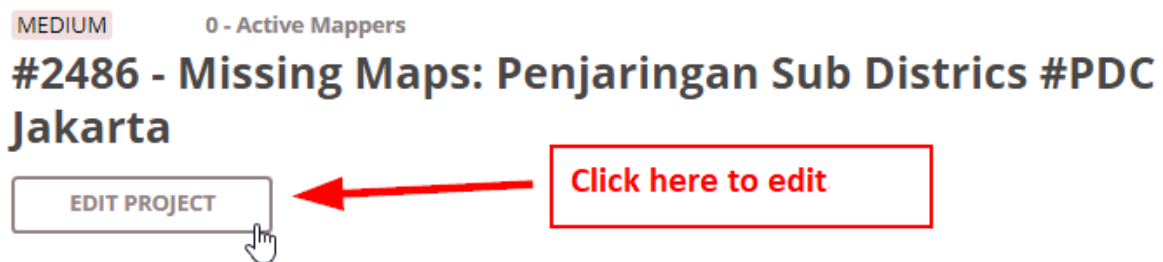 MEDIUM 0 - Active Mappers
#2486 - Missing Maps: Penjaringan Sub Districs #PDC
Jakarta
Click here to edit
EDIT PROJECT